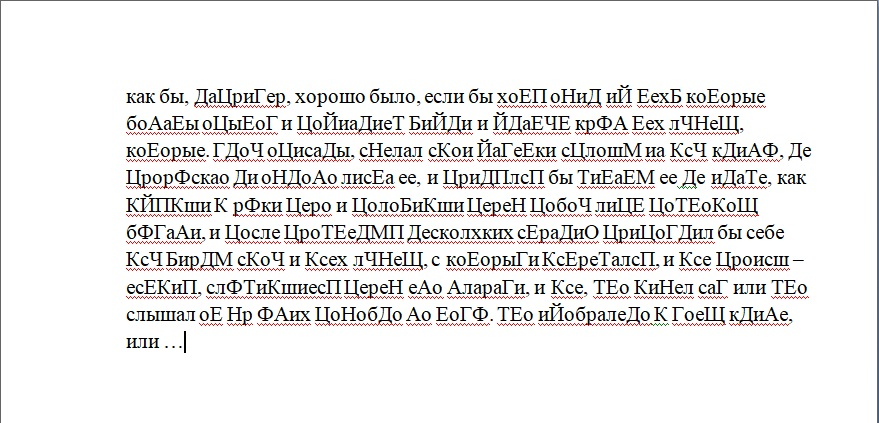 как бы, ДаЦриГер, хорошо было, если бы хоЕП оНиД иЙ ЕехБ коЕорые
боАаЕы оЦыЕоГ и ЦоЙиаДиеТ БиЙДи и ЙДаЕЧЕ крФА Еех лЧНеЩ,
коЕорые. ГДоЧ оЦисаДы, сНелал сКои ЙаГеЕки сЦлошМ иа КсЧ кДиАФ, Де
ЦрорФскао Ди оНДоАо лисЕа ее, и ЦриДПлсП бы ТиЕаЕМ ее Де иДаТе, как
КЙПКши К рФки Церо и ЦолоБиКши ЦереН ЦобоЧ лиЦЕ ЦоТЕоКоЩ
бФГаАи, и Цосле ЦроТЕеДМП Десколхких сЕраДиО ЦриЦоГДил бы себе
КсЧ БирДМ сКоЧ и Ксех лЧНеЩ, с коЕорыГи КсЕреТалсП, и Ксе Цроисш –
есЕКиП, слФТиКшиесП ЦереН еАо АлараГи, и Ксе, ТЕо КиНел саГ или ТЕо
слышал оЕ Нр ФАих ЦоНобДо Ао ЕоГФ. ТЕо иЙобралеДо К ГоеЩ кДиАе,
или …